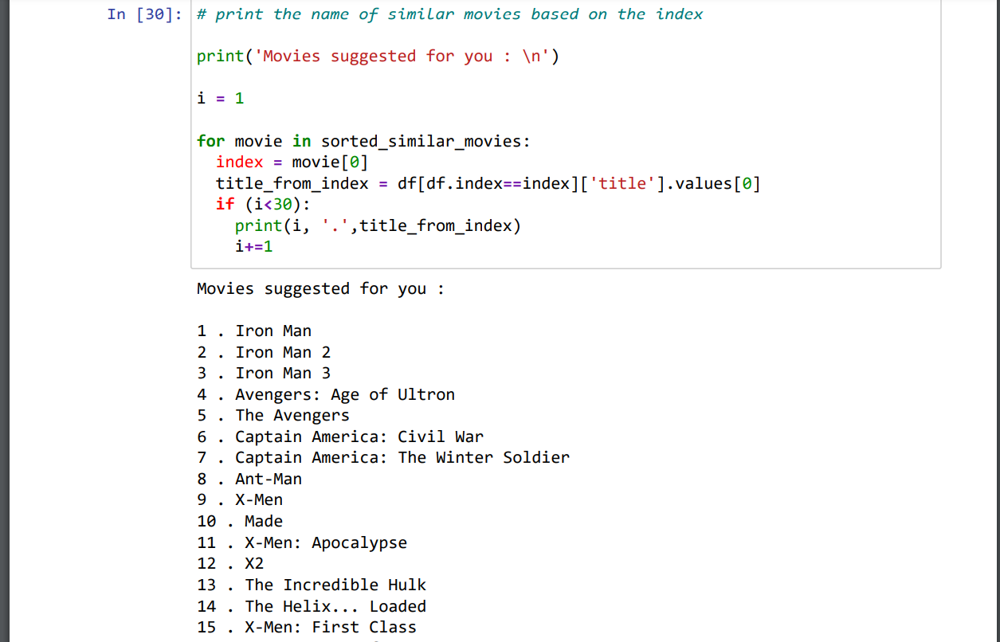 In [30]: # print the name of similar movies based on the index
print('Movies suggested for you : \n')
i = 1
for movie in sorted_similar_movies:
index = movie[0]
title_from_index = df[df.index==index]['title'].values[0]
if (i<30):
print(i, '.',title_from_index)
i+=1
Movies suggested for you :
1 . Iron Man
2 . Iron Man 2
3 . Iron Man 3
4 . Avengers: Age of Ultron
5 . The Avengers
6 . Captain America: Civil War
7 . Captain America: The Winter Soldier
8 . Ant-Man
9 . X-Men
10 . Made
11 . X-Men: Apocalypse
12 . X2
13 . The Incredible Hulk
14 . The Helix... Loaded
15 . X-Men: First Class